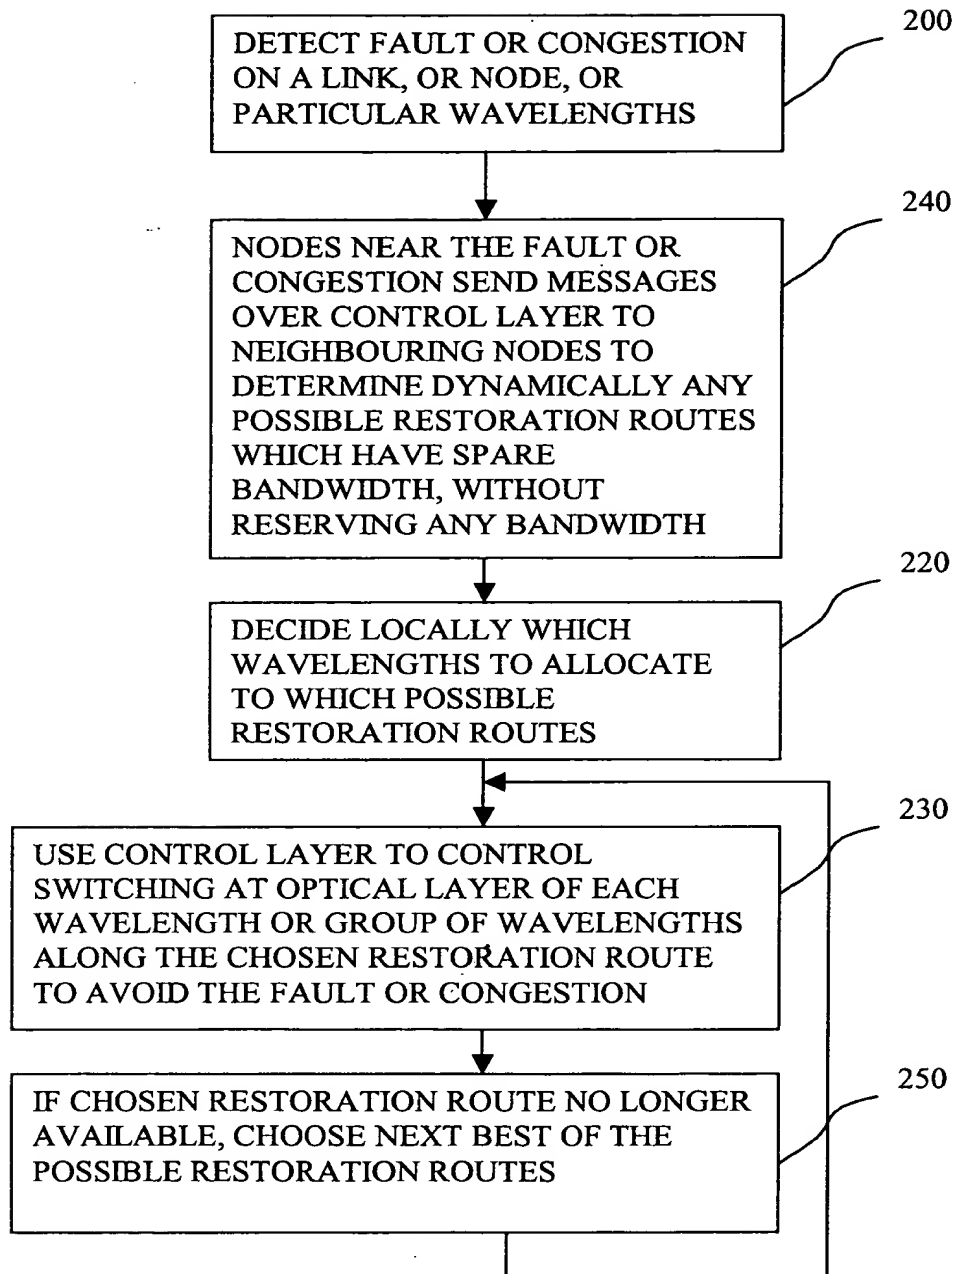 200
DETECT FAULT OR CONGESTION
ON A LINK, OR NODE, OR
PARTICULAR WAVELENGTHS
240
NODES NEAR THE FAULT OR
CONGESTION SEND MESSAGES
OVER CONTROL LAYER TO
NEIGHBOURING NODES TO
DETERMINE DYNAMICALLY ANY
POSSIBLE RESTORATION ROUTES
WHICH HAVE SPARE
BANDWIDTH, WITHOUT
RESERVING ANY BANDWIDTH
220
DECIDE LOCALLY WHICH
WAVELENGTHS TO ALLOCATE
TO WHICH POSSIBLE
RESTORATION ROUTES
230
USE CONTROL LAYER TO CONTROL
SWITCHING AT OPTICAL LAYER OF EACH
WAVELENGTH OR GROUP OF WAVELENGTHS
ALONG THE CHOSEN RESTORATION ROUTE
TO AVOID THE FAULT OR CONGESTION
250
IF CHOSEN RESTORATION ROUTE NO LONGER
AVAILABLE, CHOOSE NEXT BEST OF THE
POSSIBLE RESTORATION ROUTES